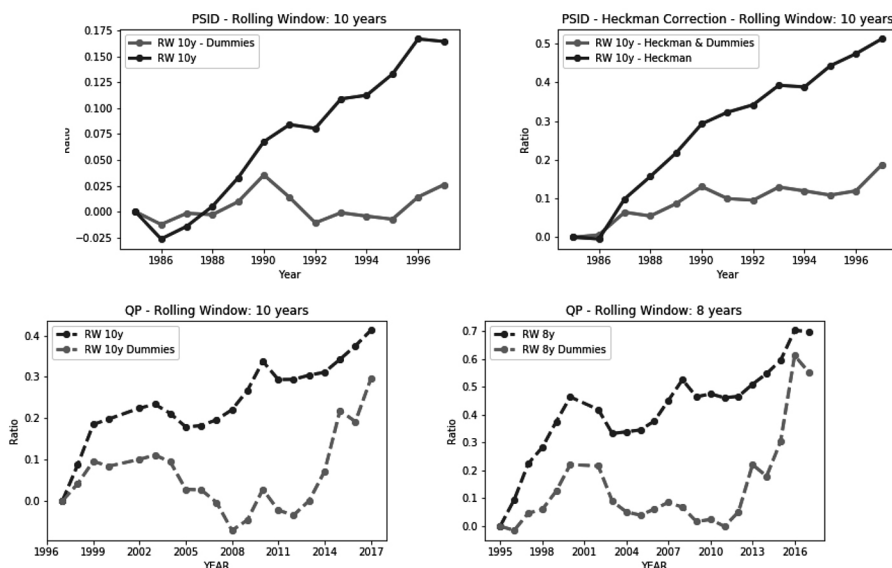 PSID - Rolling Window: 10 years
RW 10y - Dummies
RW 10y
0.175
0.150
0.125
0.100
0.075
0.050
0.025
0.000
−0.025
Ratio
1986
1988
1990
1992
1994
1996
Year
PSID - Heckman Correction - Rolling Window: 10 years
RW 10y - Heckman & Dummies
RW 10y - Heckman
0.5
0.4
0.3
0.2
0.1
0.0
Ratio
1986
1988
1990
1992
1994
1996
Year
QP - Rolling Window: 10 years
RW 10y
RW 10y Dummies
0.4
0.3
0.2
0.1
0.0
Ratio
1996
1999
2002
2005
2008
2011
2014
2017
YEAR
QP - Rolling Window: 8 years
RW 8y
RW 8y Dummies
0.7
0.6
0.5
0.4
0.3
0.2
0.1
0.0
Ratio
1995
1998
2001
2004
2007
2010
2013
2016
YEAR